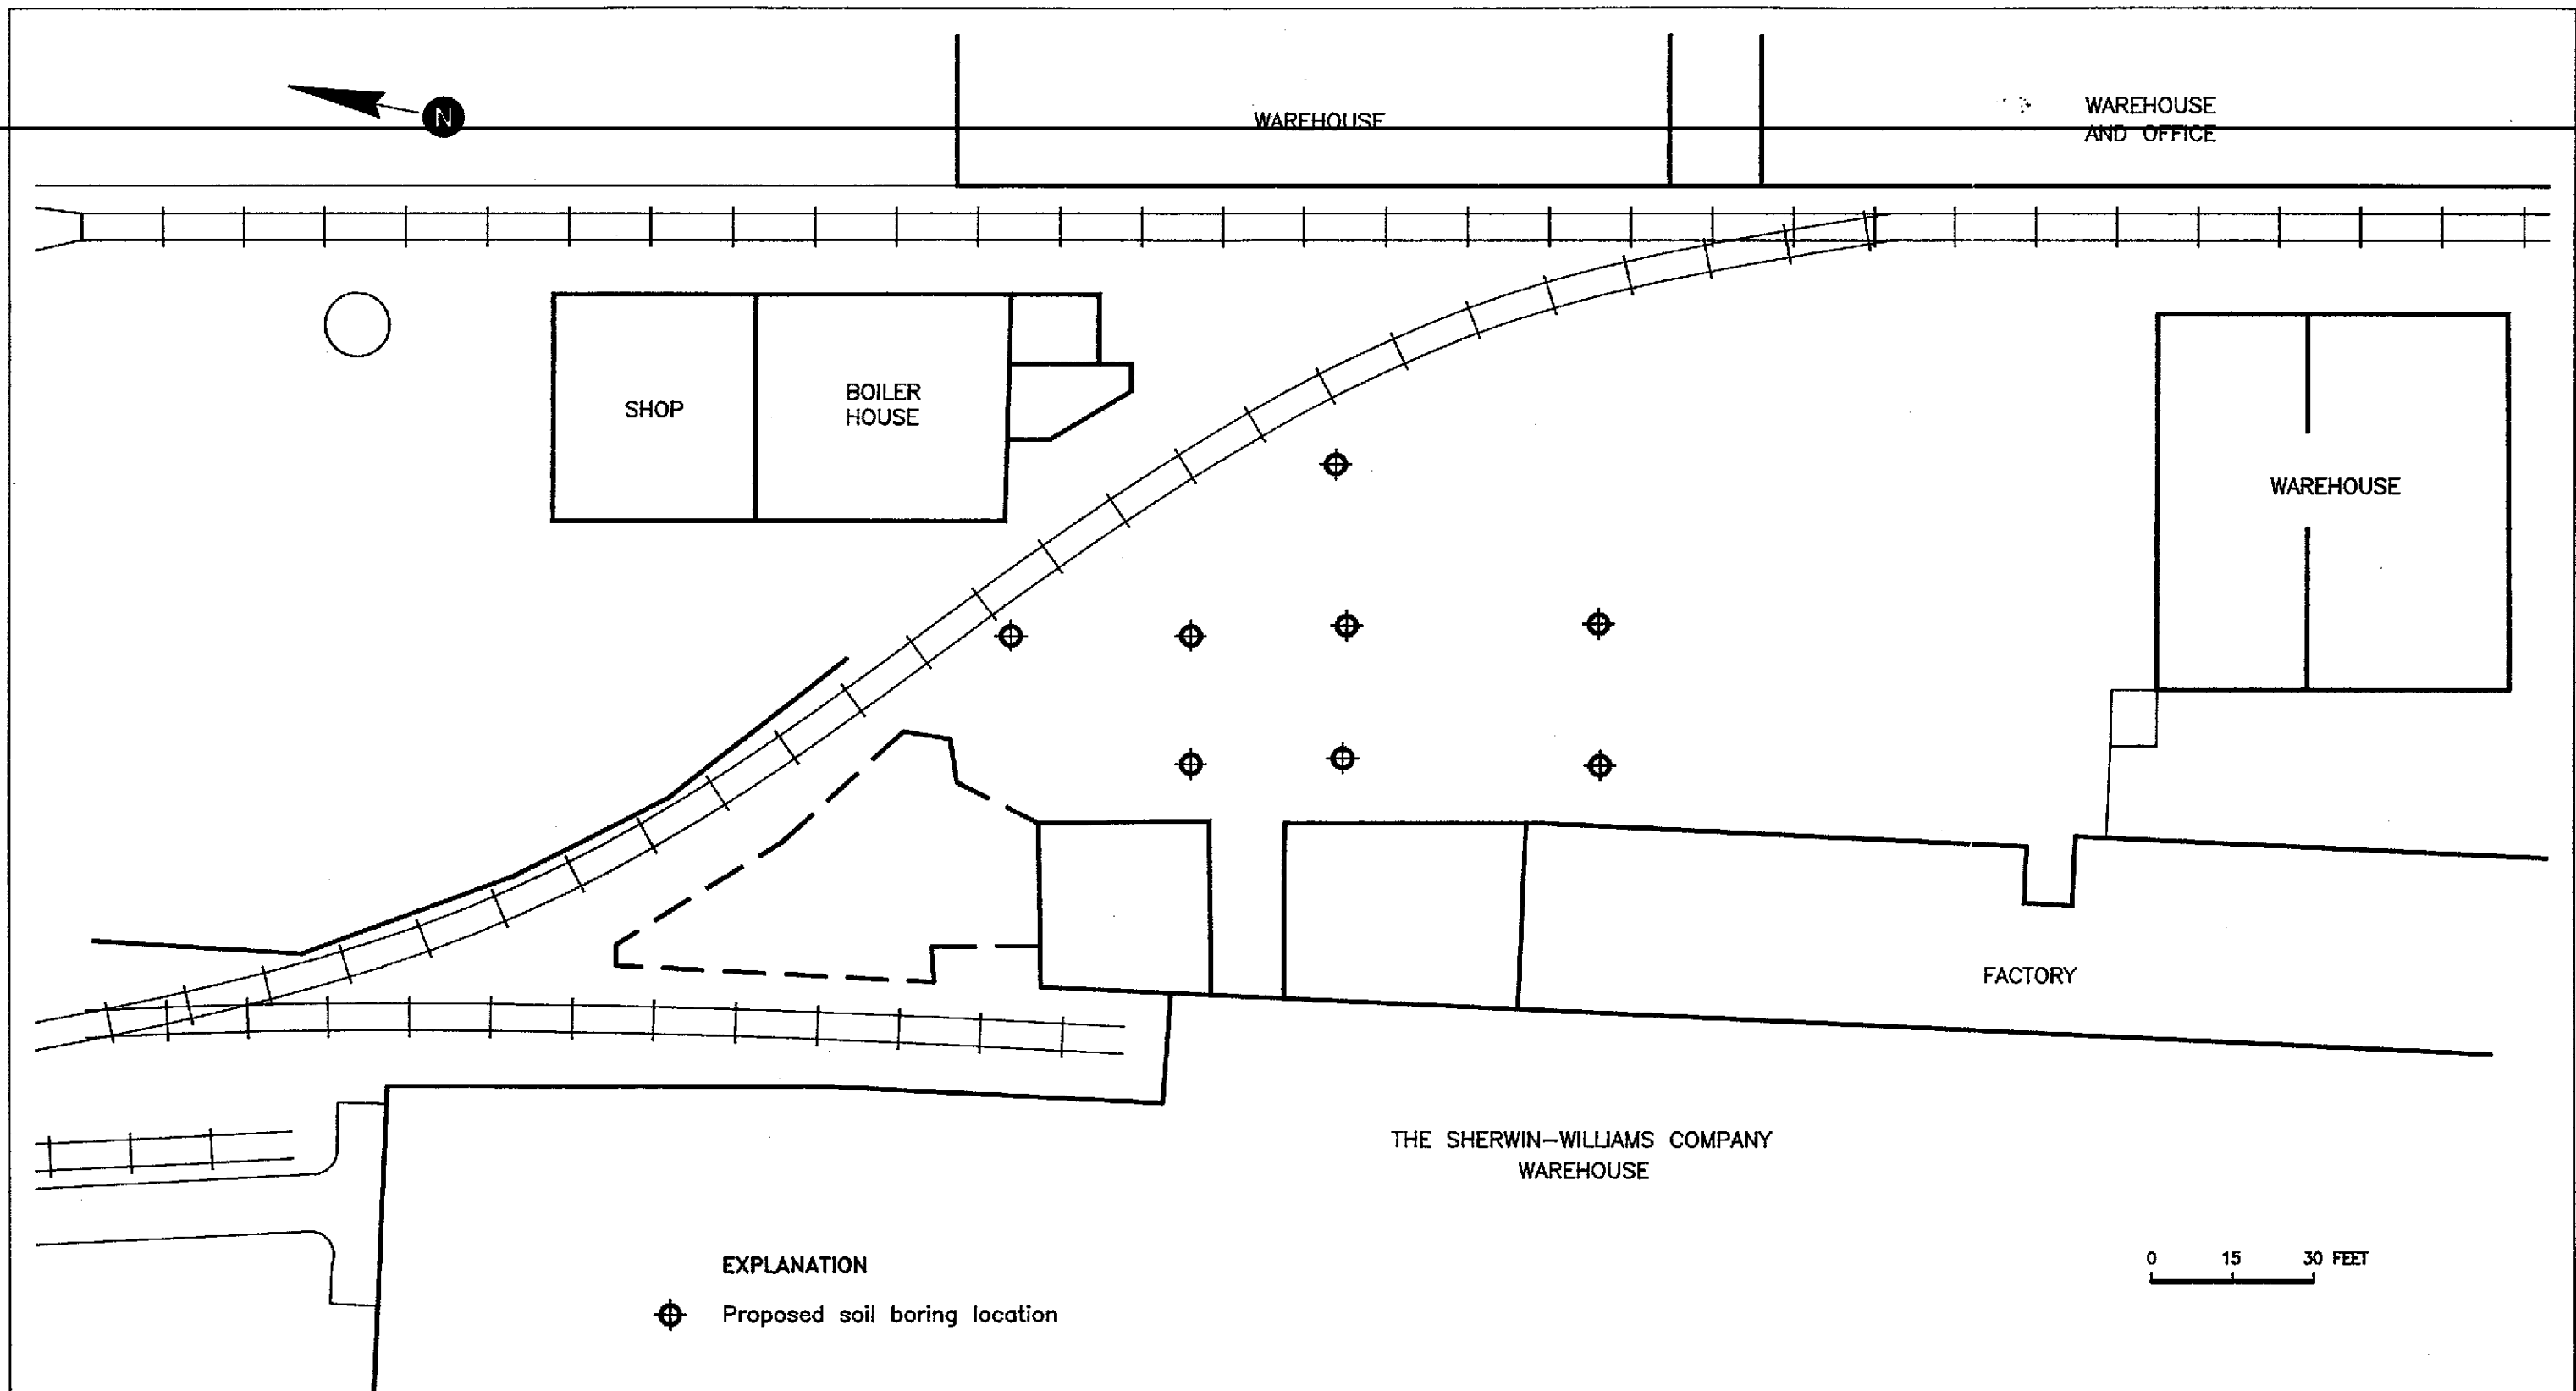 N
WAREHOUSE
WAREHOUSE
AND OFFICE
SHOP
BOILER
HOUSE
WAREHOUSE
FACTORY
THE SHERWIN-WILLIAMS COMPANY
WAREHOUSE
EXPLANATION
Proposed soil boring location
0 15 30 FEET